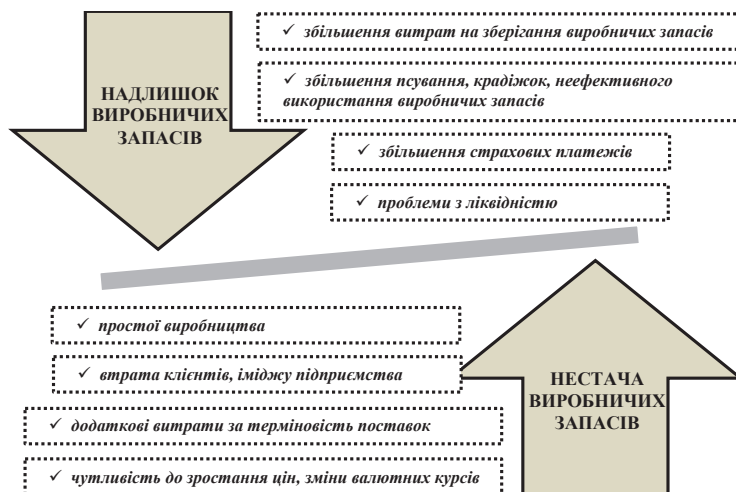 НАДЛИШОК
ВИРОБНИЧИХ
ЗАПАСІВ
✓ збільшення витрат на зберігання виробничих запасів
✓ збільшення псування, крадіжок, неефективного
використання виробничих запасів
✓ збільшення страхових платежів
✓ проблеми з ліквідністю
✓ простої виробництва
✓ втрата клієнтів, іміджу підприємства
✓ додаткові витрати за терміновість поставок
✓ чутливість до зростання цін, зміни валютних курсів
НЕСТАЧА
ВИРОБНИЧИХ
ЗАПАСІВ